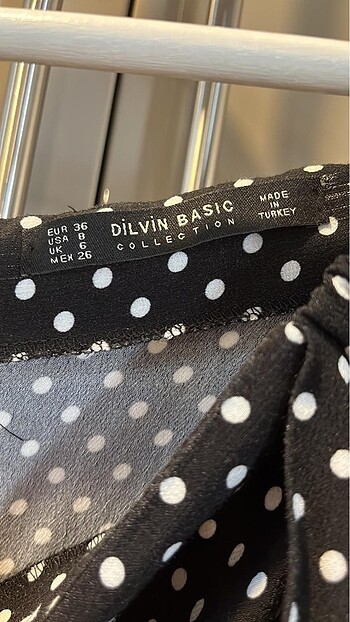 EUR 36
USA 8
UK 6
MEX 26
DİLVİN BASIC
COLLECTION
MADE
IN
TURKEY